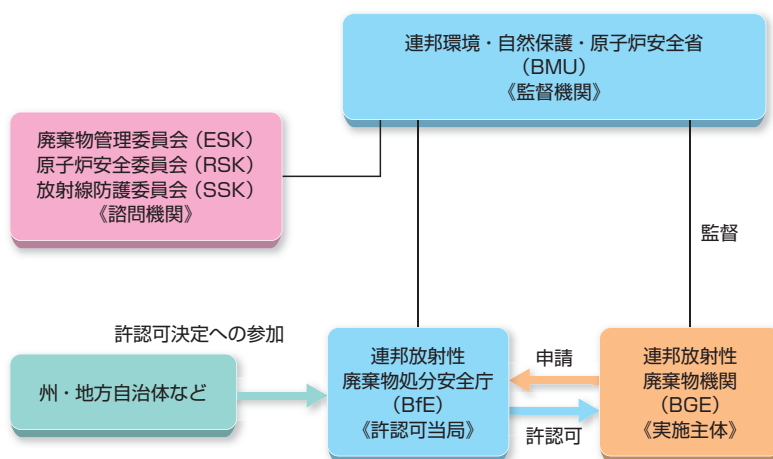 連邦環境・自然保護・原子炉安全省
(BMU)
《監督機関》
廃棄物管理委員会(ESK)
原子炉安全委員会(RSK)
放射線防護委員会(SSK)
《諮問機関》
監督
許認可決定への参加
州・地方自治体など
連邦放射性
廃棄物処分安全庁
(BfE)
《許認可当局》
申請
許認可
連邦放射性
廃棄物機関
(BGE)
《実施主体》